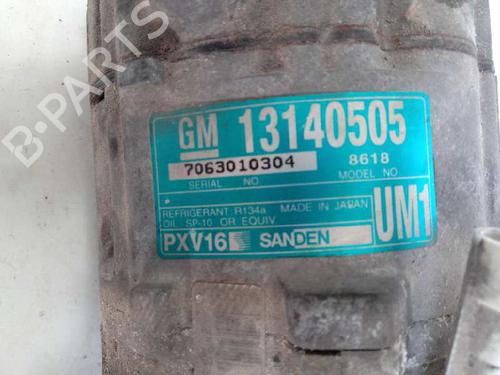 B-PARTS
GM 13140505
7063010304 8618
SERIAL NO MODEL NO
REFRIGERANT R134a MADE IN JAPAN
OIL SP-10 OR EQUIV
UM1
PXV16 SANDEN